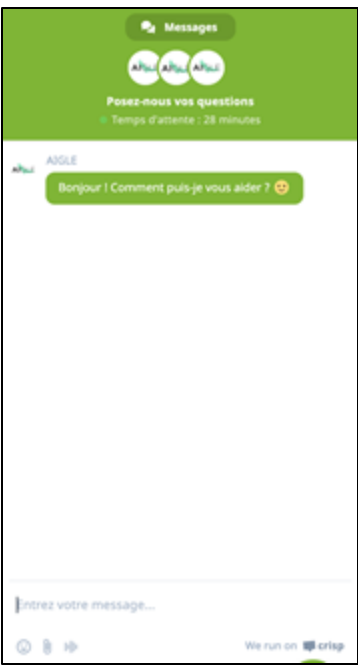 Messages
Posez-nous vos questions
Temps d'attente : 28 minutes
AIGLE
Bonjour ! Comment puis-je vous aider ? 🙂
Entrez votre message...
We run on crisp